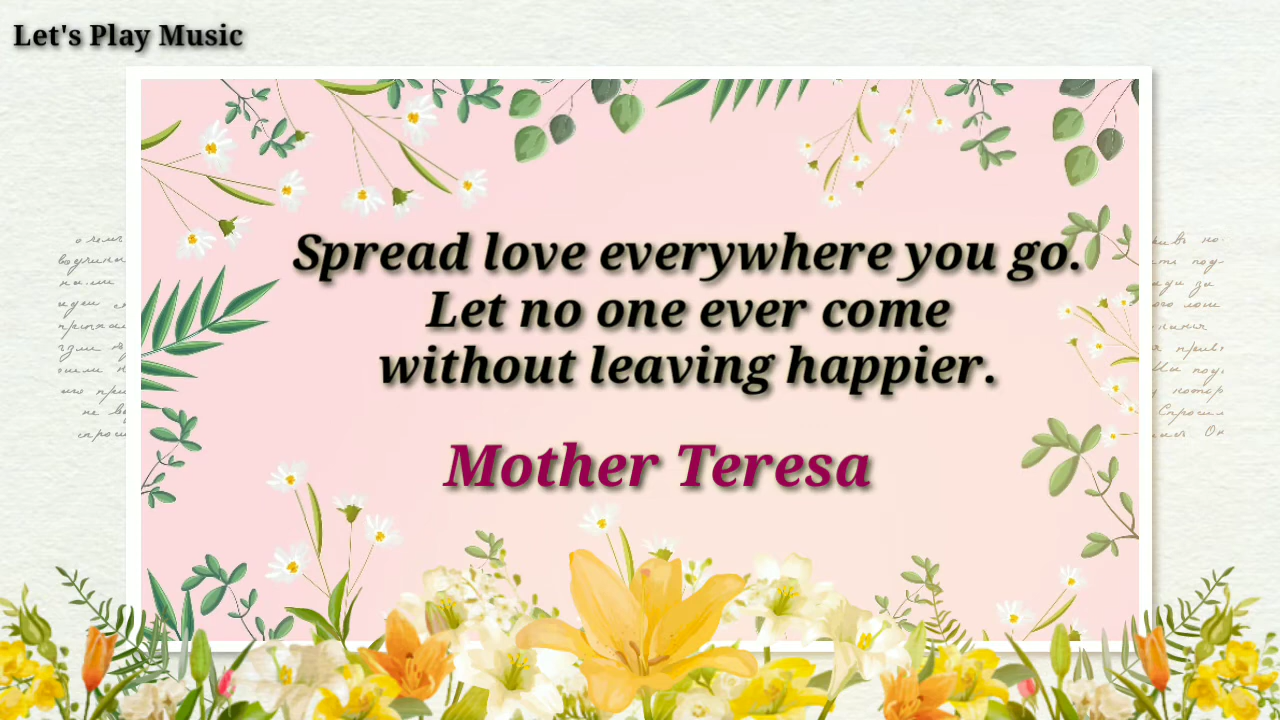 Let's Play Music
Spread love everywhere you go.
Let no one ever come
without leaving happier.
Mother Teresa